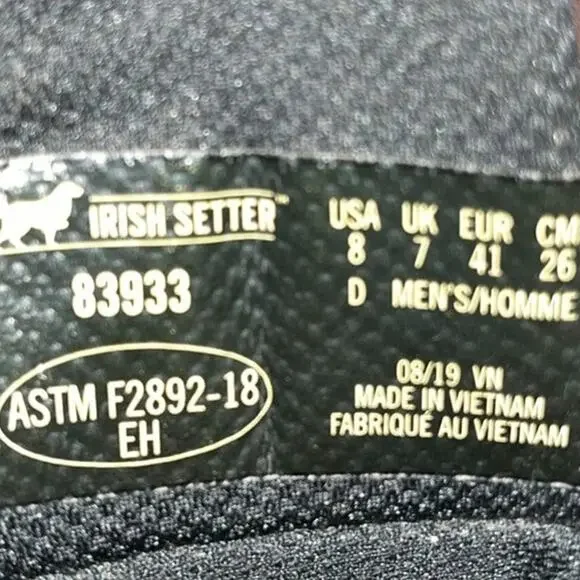 IRISH SETTER™
83933
ASTM F2892-18
EH
USA UK EUR CM
8 7 41 26
D MEN'S/HOMME
08/19 VN
MADE IN VIETNAM
FABRIQUÉ AU VIETNAM